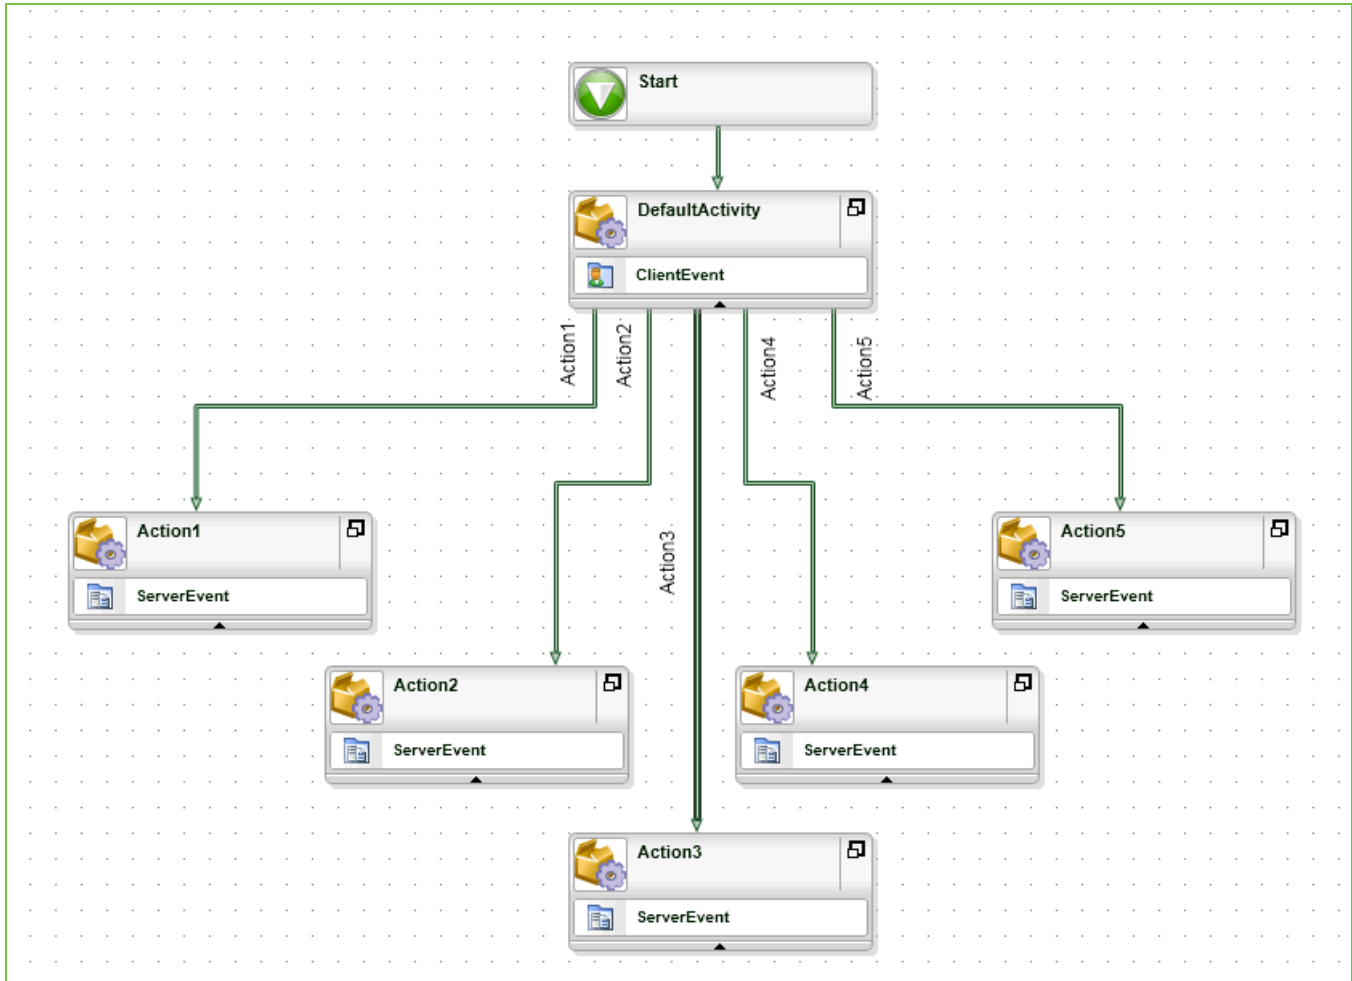 Start
DefaultActivity
ClientEvent
Action1
Action2
Action4
Action5
Action1
ServerEvent
Action3
Action5
ServerEvent
Action2
ServerEvent
Action4
ServerEvent
Action3
ServerEvent